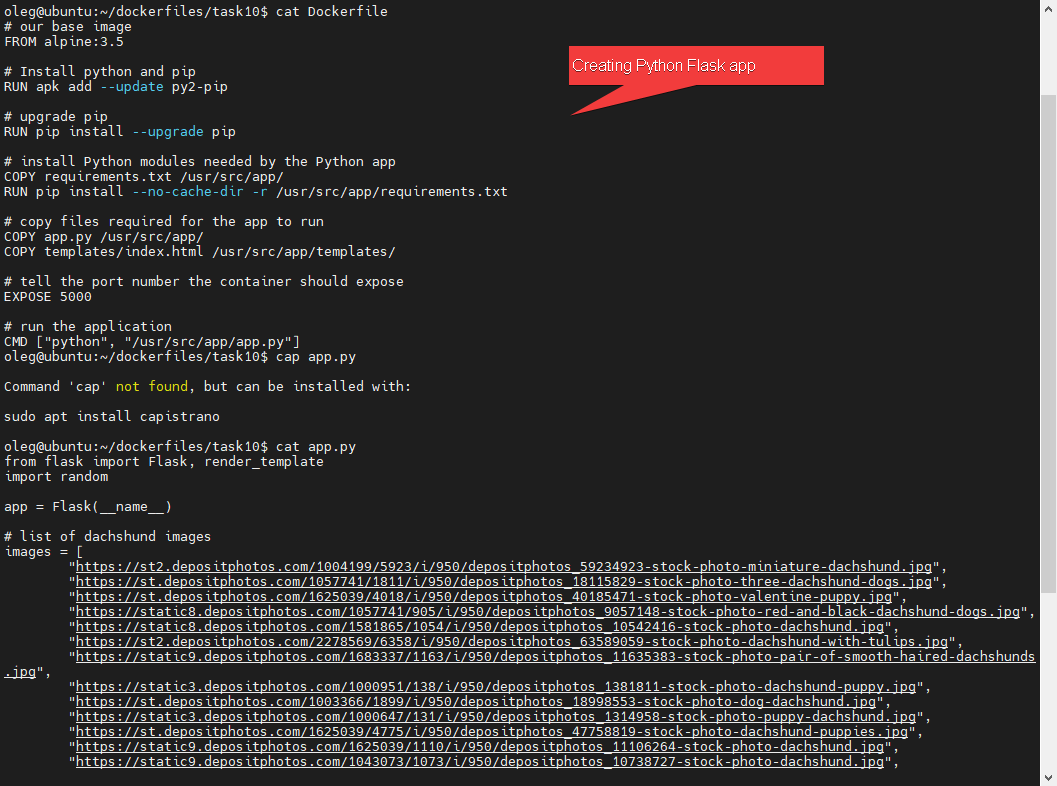 oleg@ubuntu:~/dockerfiles/task10$ cat Dockerfile
# our base image
FROM alpine:3.5
Creating Python Flask app
# Install python and pip
RUN apk add --update py2-pip
# upgrade pip
RUN pip install --upgrade pip
# install Python modules needed by the Python app
COPY requirements.txt /usr/src/app/
RUN pip install --no-cache-dir -r /usr/src/app/requirements.txt
# copy files required for the app to run
COPY app.py /usr/src/app/
COPY templates/index.html /usr/src/app/templates/
# tell the port number the container should expose
EXPOSE 5000
# run the application
CMD ["python", "/usr/src/app/app.py"]
oleg@ubuntu:~/dockerfiles/task10$ cap app.py
Command 'cap' not found, but can be installed with:
sudo apt install capistrano
oleg@ubuntu:~/dockerfiles/task10$ cat app.py
from flask import Flask, render_template
import random
app = Flask(__name__)
# list of dachshund images
images = [
"https://st2.depositphotos.com/1004199/5923/i/950/depositphotos_59234923-stock-photo-miniature-dachshund.jpg",
"https://st.depositphotos.com/1057741/1811/i/950/depositphotos_18115829-stock-photo-three-dachshund-dogs.jpg",
"https://st.depositphotos.com/1625039/4018/i/950/depositphotos_40185471-stock-photo-valentine-puppy.jpg",
"https://static8.depositphotos.com/1057741/905/i/950/depositphotos_9057148-stock-photo-red-and-black-dachshund-dogs.jpg",
"https://static8.depositphotos.com/1581865/1054/i/950/depositphotos_10542416-stock-photo-dachshund.jpg",
"https://st2.depositphotos.com/2278569/6358/i/950/depositphotos_63589059-stock-photo-dachshund-with-tulips.jpg",
"https://static9.depositphotos.com/1683337/1163/i/950/depositphotos_11635383-stock-photo-pair-of-smooth-haired-dachshunds
.jpg",
"https://static3.depositphotos.com/1000951/138/i/950/depositphotos_1381811-stock-photo-dachshund-puppy.jpg",
"https://st.depositphotos.com/1003366/1899/i/950/depositphotos_18998553-stock-photo-dog-dachshund.jpg",
"https://static3.depositphotos.com/1000647/131/i/950/depositphotos_1314958-stock-photo-puppy-dachshund.jpg",
"https://st.depositphotos.com/1625039/4775/i/950/depositphotos_47758819-stock-photo-dachshund-puppies.jpg",
"https://static9.depositphotos.com/1625039/1110/i/950/depositphotos_11106264-stock-photo-dachshund.jpg",
"https://static9.depositphotos.com/1043073/1073/i/950/depositphotos_10738727-stock-photo-dachshund.jpg",